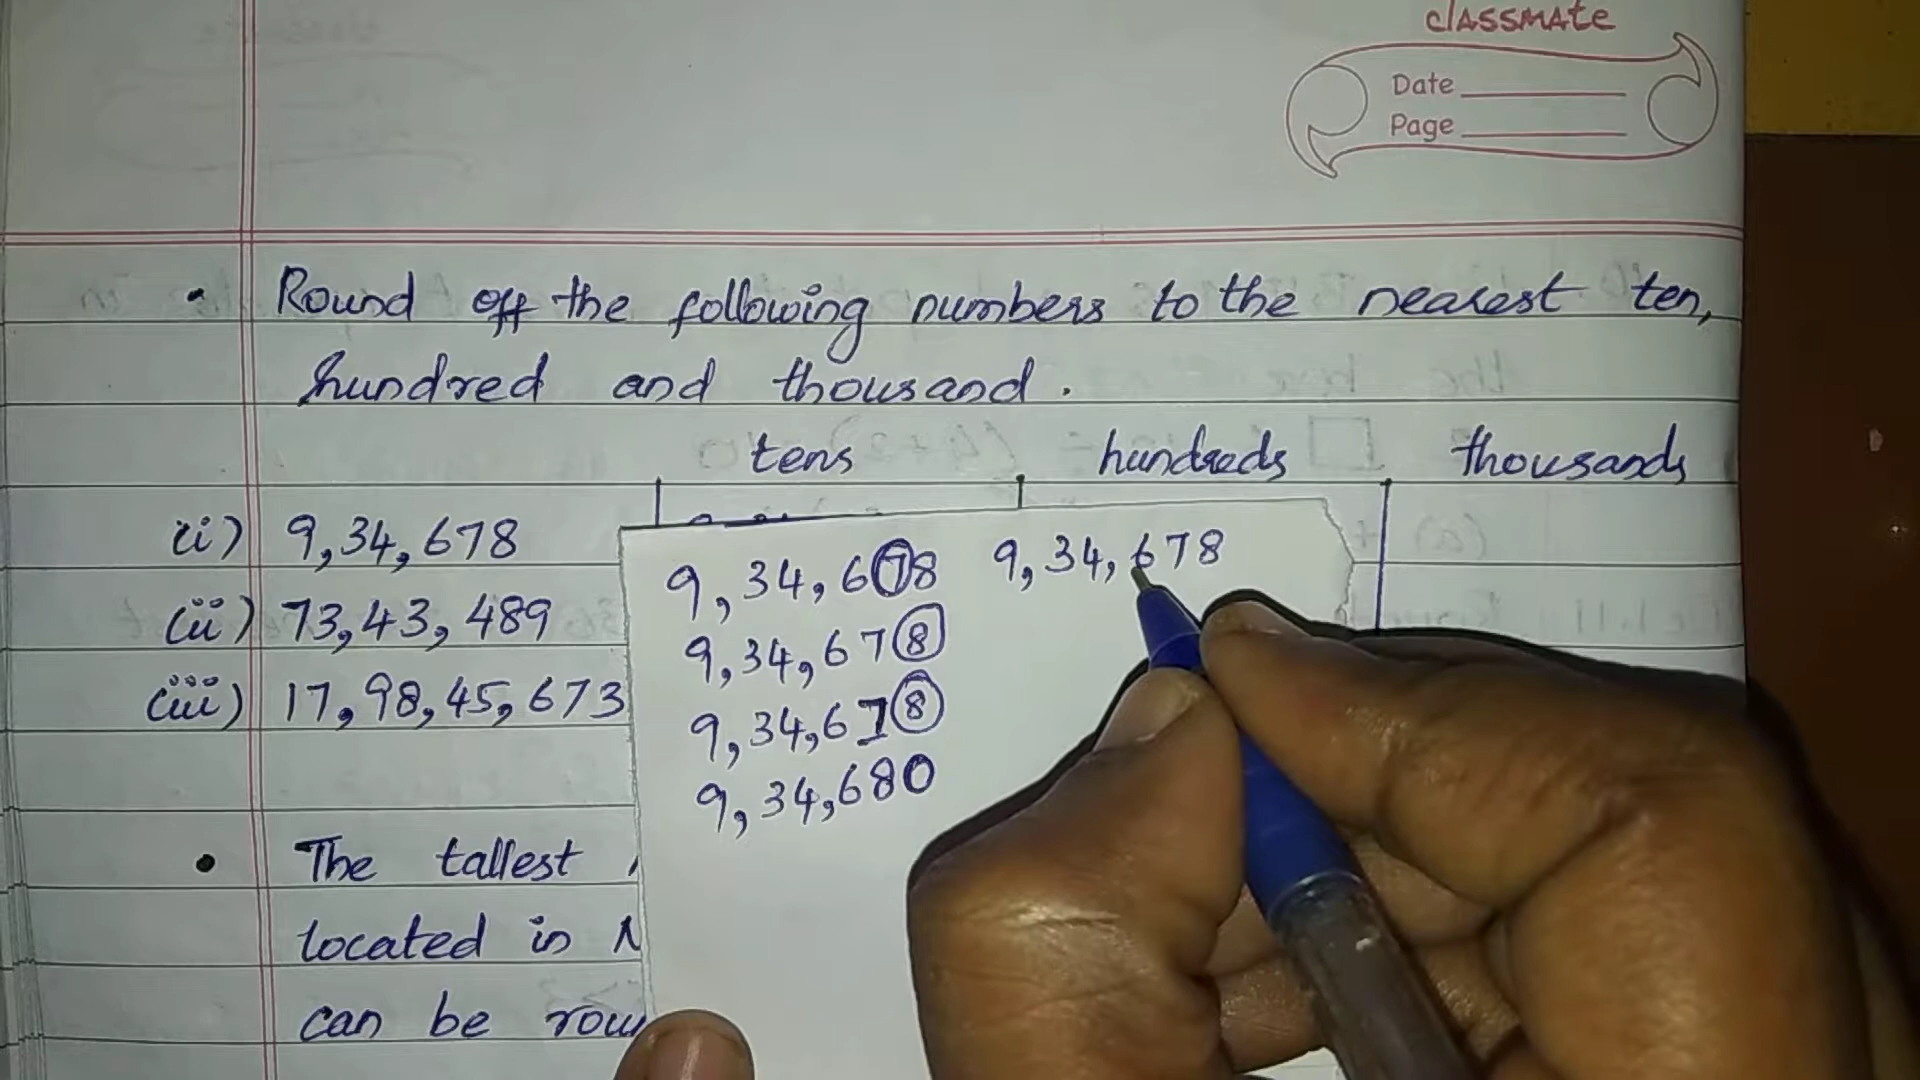 classmate
Date
Page
• Round off the following numbers to the nearest ten,
hundred and thousand.
tens hundreds thousands
(i) 9,34,678
(ii) 73,43,489
(iii) 17,98,45,673
9,34,678 9,34,678
9,34,678
9,34,678
9,34,680
• The tallest
located in
can be